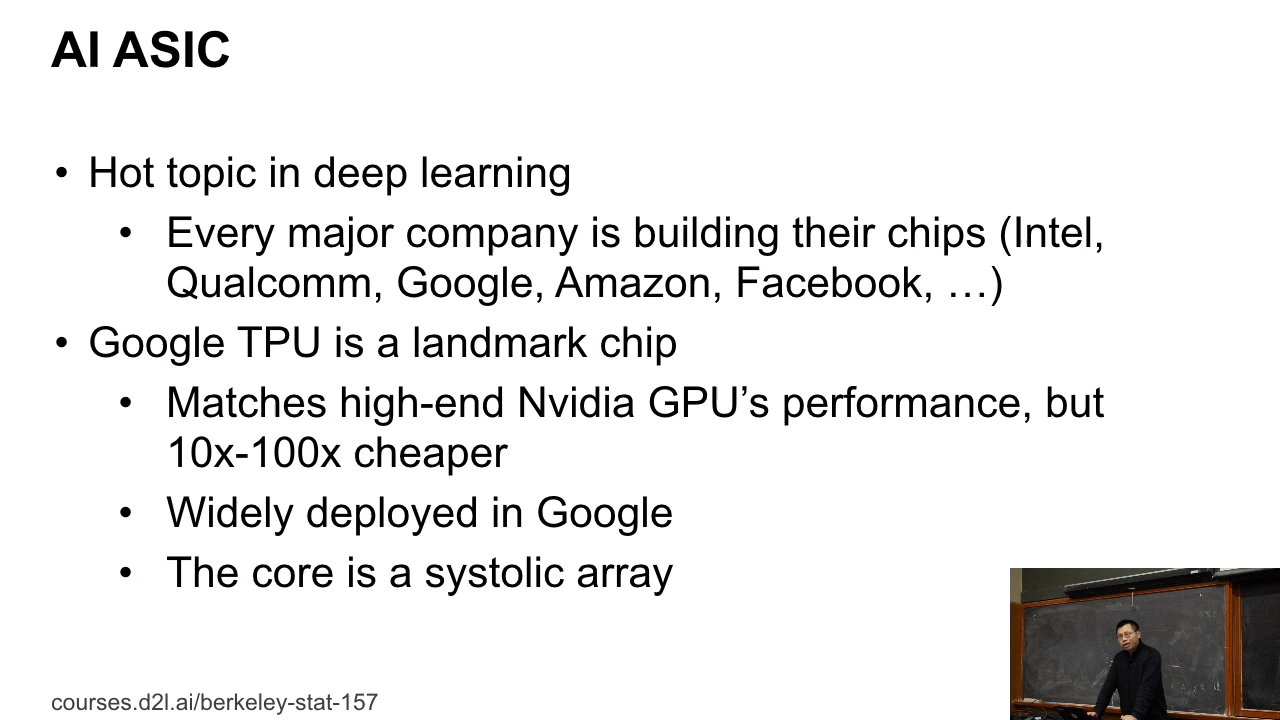 AI ASIC
• Hot topic in deep learning
• Every major company is building their chips (Intel,
Qualcomm, Google, Amazon, Facebook, …)
• Google TPU is a landmark chip
• Matches high-end Nvidia GPU’s performance, but
10x-100x cheaper
• Widely deployed in Google
• The core is a systolic array
courses.d2l.ai/berkeley-stat-157